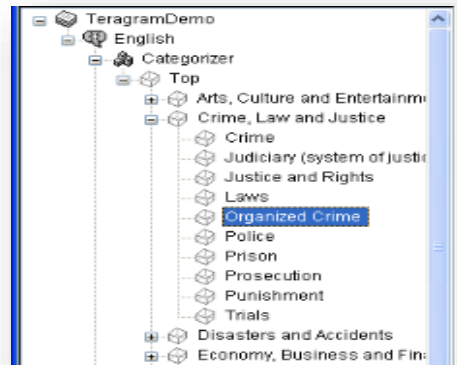 TeragramDemo
English
Categorizer
Top
Arts, Culture and Entertainm
Crime, Law and Justice
Crime
Judiciary (system of justic
Justice and Rights
Laws
Organized Crime
Police
Prison
Prosecution
Punishment
Trials
Disasters and Accidents
Economy, Business and Fin